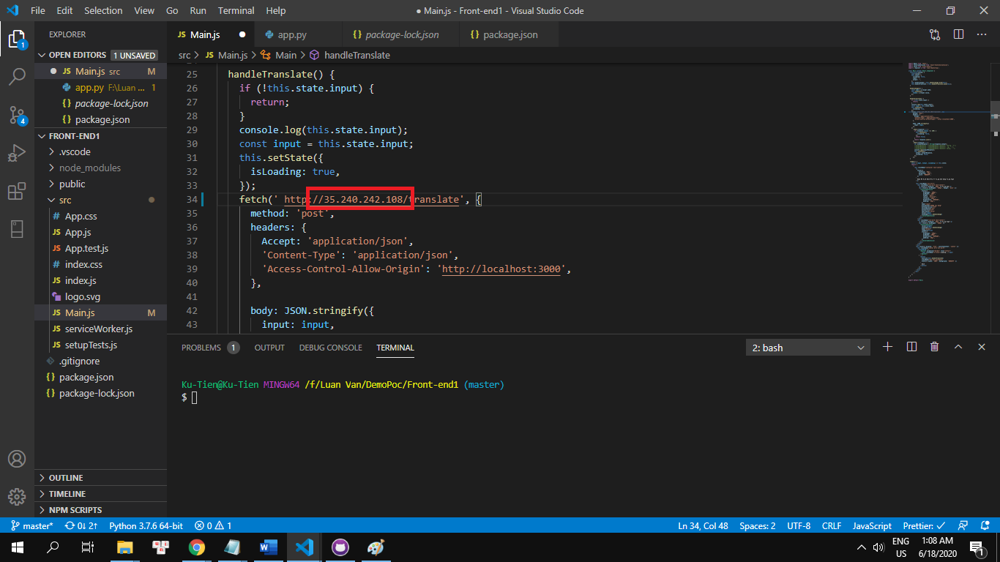 File Edit Selection View Go Run Terminal Help ● Main.js - Front-end1 - Visual Studio Code
EXPLORER
OPEN EDITORS 1 UNSAVED
JS Main.js src M
app.py F:\Luan ... 1
{} package-lock.json
{} package.json
FRONT-END1
.vscode
node_modules
public
src
# App.css
JS App.js
JS App.test.js
# index.css
JS index.js
logo.svg
JS Main.js M
JS serviceWorker.js
JS setupTests.js
.gitignore
{} package.json
{} package-lock.json
OUTLINE
TIMELINE
NPM SCRIPTS
1
4
JS Main.js ● app.py {} package-lock.json {} package.json
src > JS Main.js > Main > handleTranslate
25 handleTranslate() {
26 if (!this.state.input) {
27 return;
28 }
29 console.log(this.state.input);
30 const input = this.state.input;
31 this.setState({
32 isLoading: true,
33 });
34 fetch(' http://35.240.242.108/translate', {
35 method: 'post',
36 headers: {
37 Accept: 'application/json',
38 'Content-Type': 'application/json',
39 'Access-Control-Allow-Origin': 'http://localhost:3000',
40 },
41
42 body: JSON.stringify({
43 input: input,
PROBLEMS 1 OUTPUT DEBUG CONSOLE TERMINAL 2: bash
Ku-Tien@Ku-Tien MINGW64 /f/Luan Van/DemoPoc/Front-end1 (master)
$
master* 0↓ 2↑ Python 3.7.6 64-bit 0 1 Ln 34, Col 48 Spaces: 2 UTF-8 CRLF JavaScript Prettier: ✓
ENG
US
1:08 AM
6/18/2020
1